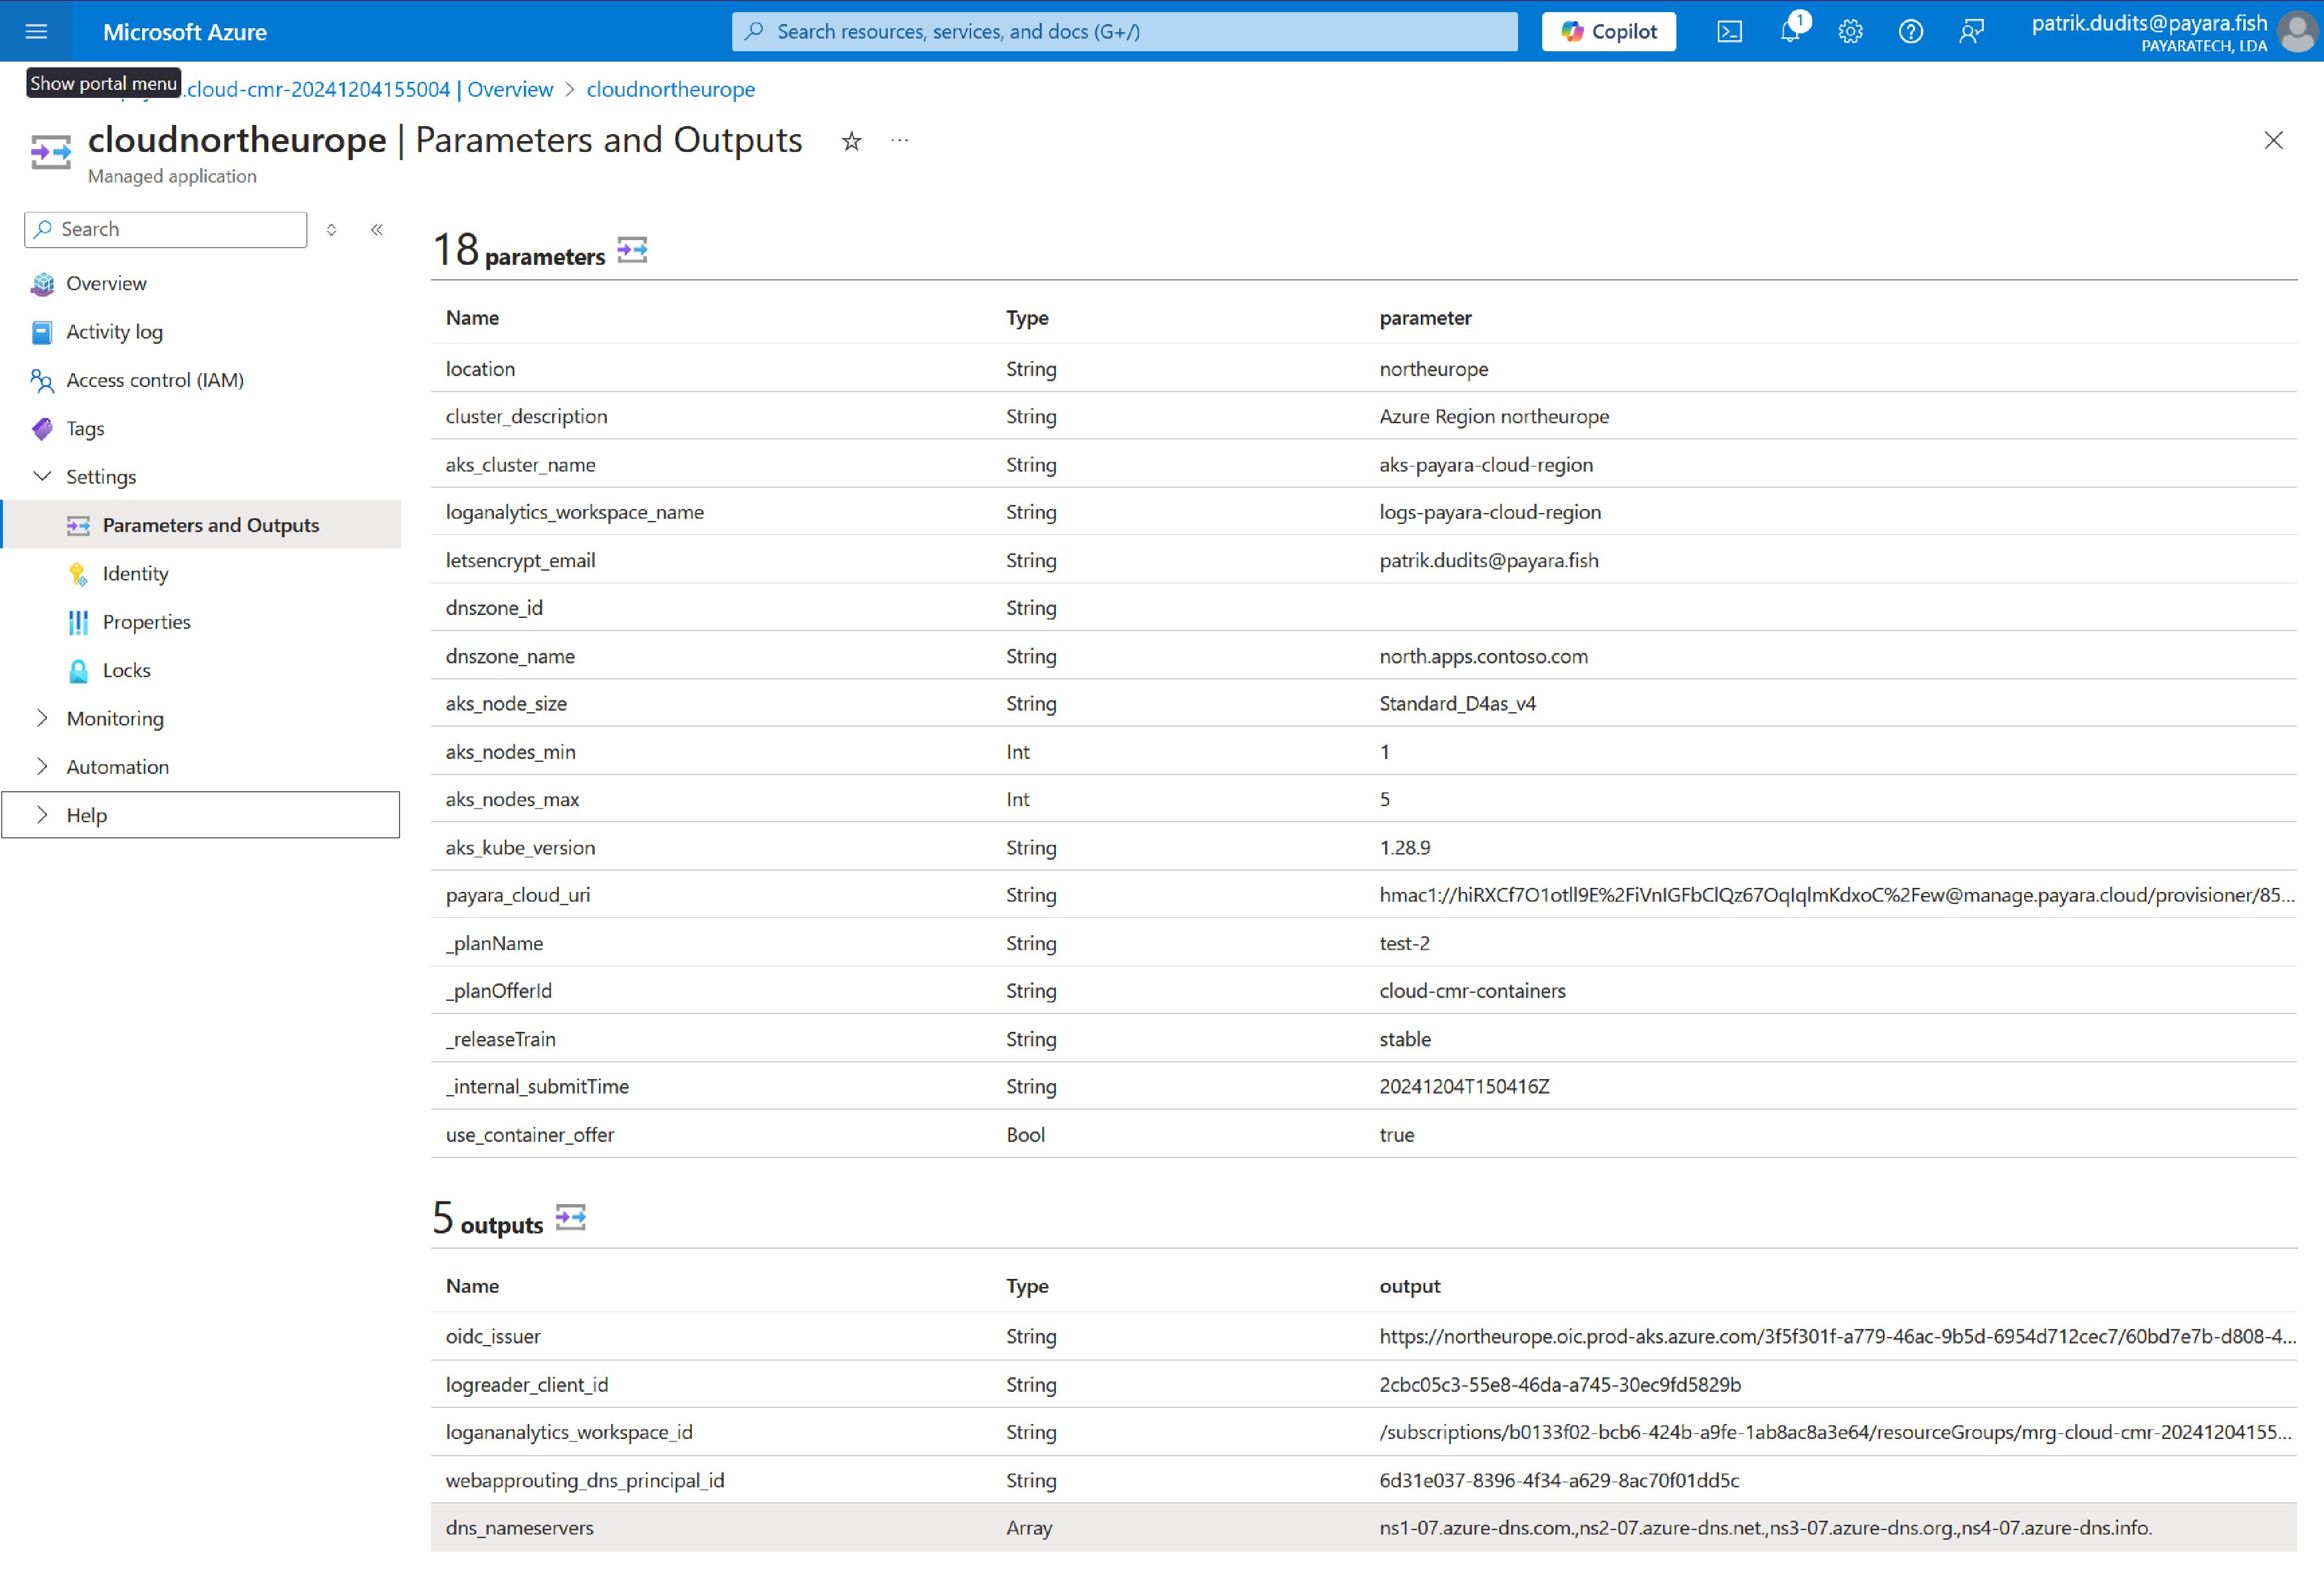 Microsoft Azure
Search resources, services, and docs (G+/)
Copilot
1
patrik.dudits@payara.fish
PAYARATECH, LDA
Show portal menu
.cloud-cmr-20241204155004 | Overview > cloudnortheurope
cloudnortheurope | Parameters and Outputs
Managed application
Search
Overview
Activity log
Access control (IAM)
Tags
Settings
Parameters and Outputs
Identity
Properties
Locks
Monitoring
Automation
Help
18 parameters
Name Type parameter
location String northeurope
cluster_description String Azure Region northeurope
aks_cluster_name String aks-payara-cloud-region
loganalytics_workspace_name String logs-payara-cloud-region
letsencrypt_email String patrik.dudits@payara.fish
dnszone_id String
dnszone_name String north.apps.contoso.com
aks_node_size String Standard_D4as_v4
aks_nodes_min Int 1
aks_nodes_max Int 5
aks_kube_version String 1.28.9
payara_cloud_uri String hmac1://hiRXCf7O1otll9E%2FiVnIGFbClQz67OqIqlmKdxoC%2Few@manage.payara.cloud/provisioner/85...
_planName String test-2
_planOfferId String cloud-cmr-containers
_releaseTrain String stable
_internal_submitTime String 20241204T150416Z
use_container_offer Bool true
5 outputs
Name Type output
oidc_issuer String https://northeurope.oic.prod-aks.azure.com/3f5f301f-a779-46ac-9b5d-6954d712cec7/60bd7e7b-d808-4...
logreader_client_id String 2cbc05c3-55e8-46da-a745-30ec9fd5829b
logananalytics_workspace_id String /subscriptions/b0133f02-bcb6-424b-a9fe-1ab8ac8a3e64/resourceGroups/mrg-cloud-cmr-20241204155...
webapprouting_dns_principal_id String 6d31e037-8396-4f34-a629-8ac70f01dd5c
dns_nameservers Array ns1-07.azure-dns.com.,ns2-07.azure-dns.net.,ns3-07.azure-dns.org.,ns4-07.azure-dns.info.